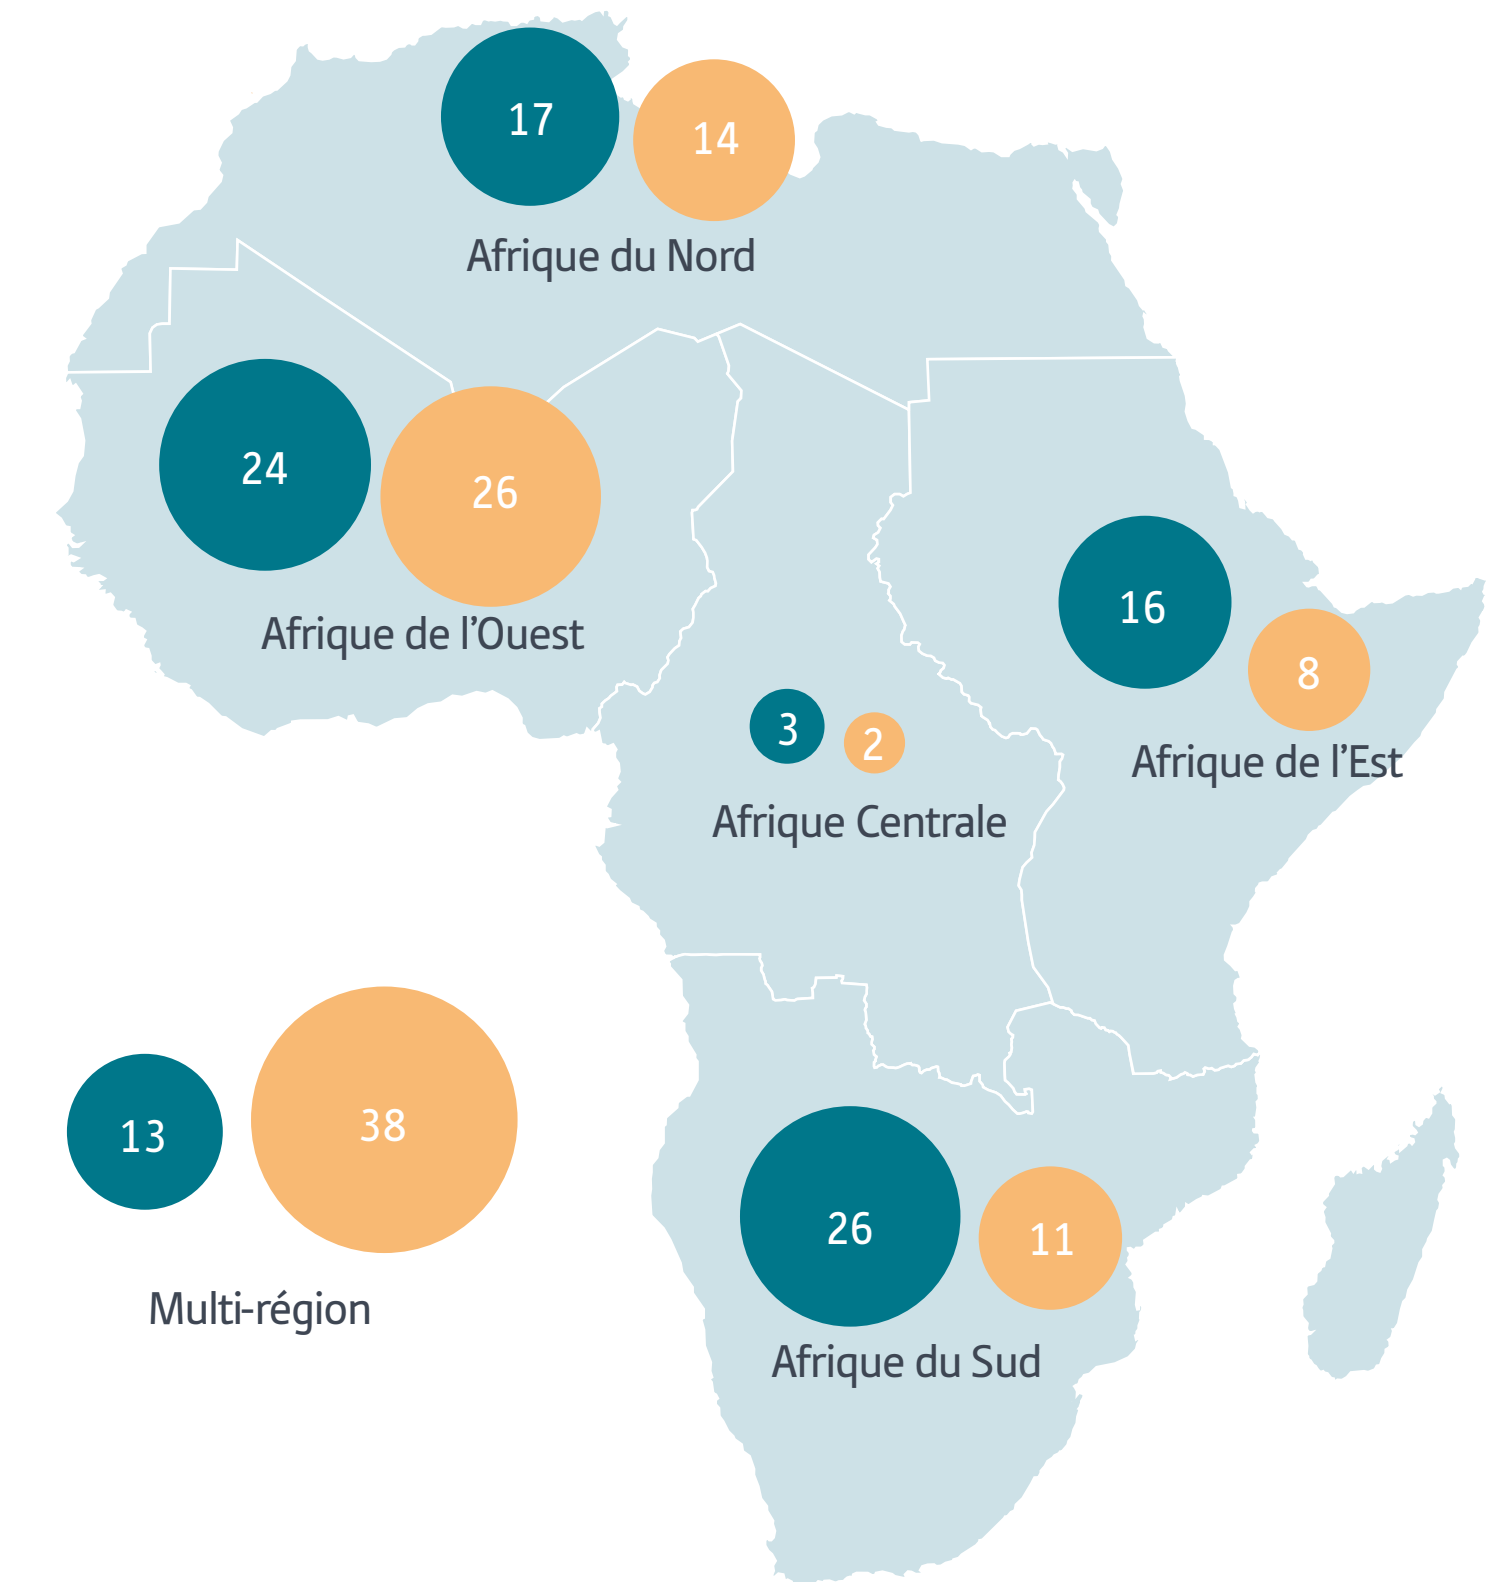 17
14
Afrique du Nord
24
26
Afrique de l’Ouest
16
8
Afrique de l’Est
3
2
Afrique Centrale
13
38
Multi-région
26
11
Afrique du Sud